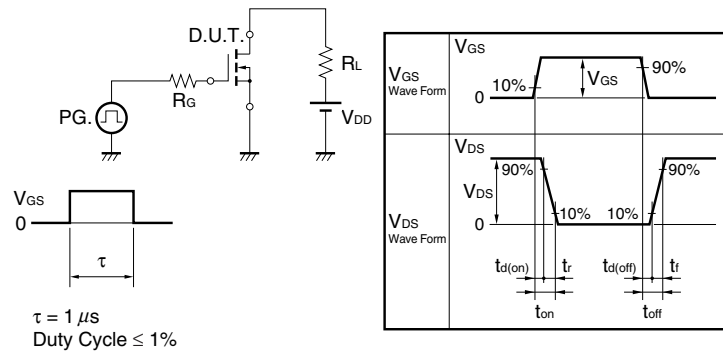 D.U.T.
RL
RG
PG.
VDD
VGS
0
τ
τ = 1 μs
Duty Cycle ≤ 1%
VGS
Wave Form
VGS
10%
VGS
90%
0
VDS
Wave Form
VDS
90%
90%
VDS
10%
10%
0
td(on)
tr
td(off)
tf
ton
toff